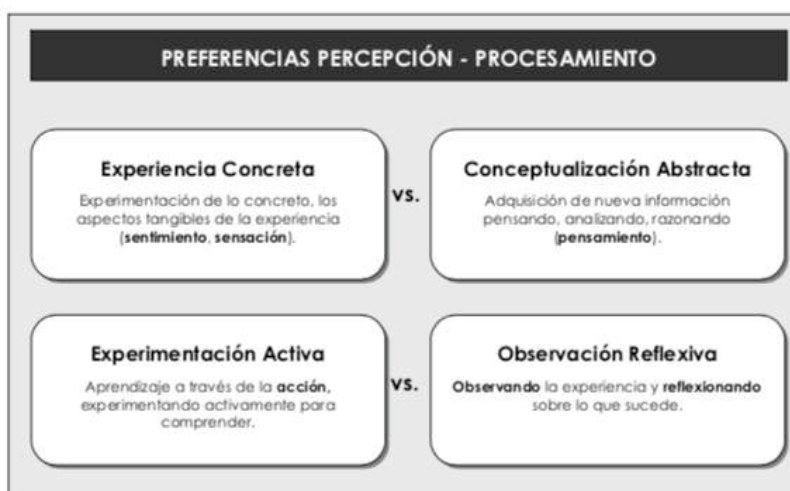 PREFERENCIAS PERCEPCIÓN - PROCESAMIENTO
Experiencia Concreta
Experimentación de lo concreto, los
aspectos tangibles de la experiencia
(sentimiento, sensación).
vs.
Conceptualización Abstracta
Adquisición de nueva información
pensando, analizando, razonando
(pensamiento).
Experimentación Activa
Aprendizaje a través de la acción,
experimentando activamente para
comprender.
vs.
Observación Reflexiva
Observando la experiencia y reflexionando
sobre lo que sucede.